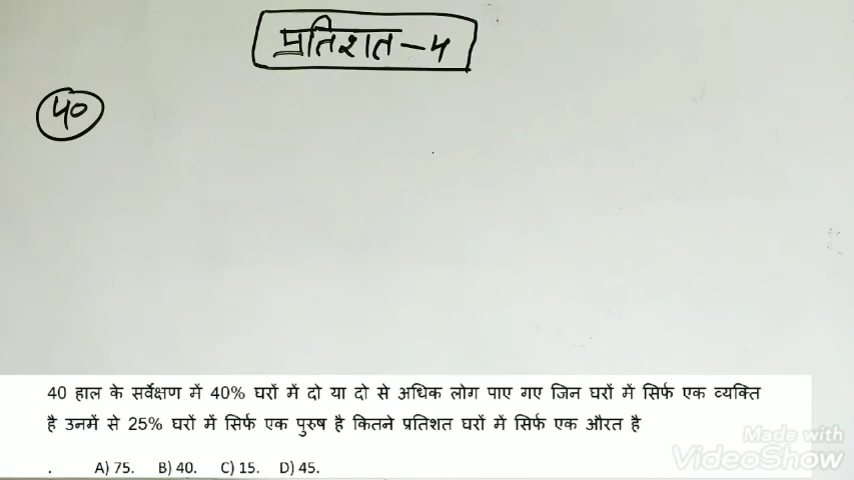 प्रतिशत - 4
40
40 हाल के सर्वेक्षण में 40% घरों में दो या दो से अधिक लोग पाए गए जिन घरों में सिर्फ एक व्यक्ति
है उनमें से 25% घरों में सिर्फ एक पुरुष है कितने प्रतिशत घरों में सिर्फ एक औरत है
. A) 75. B) 40. C) 15. D) 45.
Made with
VideoShow